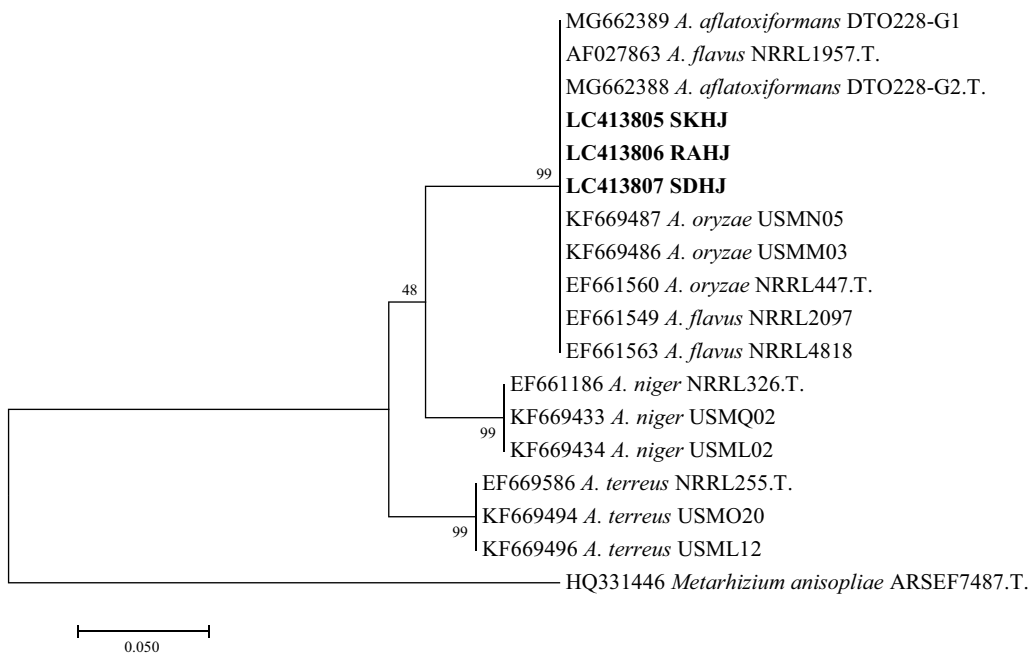 MG662389 A. aflatoxiformans DTO228-G1
AF027863 A. flavus NRRL1957.T.
MG662388 A. aflatoxiformans DTO228-G2.T.
LC413805 SKHJ
LC413806 RAHJ
99
LC413807 SDHJ
KF669487 A. oryzae USMN05
KF669486 A. oryzae USMM03
EF661560 A. oryzae NRRL447.T.
48
EF661549 A. flavus NRRL2097
EF661563 A. flavus NRRL4818
EF661186 A. niger NRRL326.T.
KF669433 A. niger USMQ02
99
KF669434 A. niger USML02
EF669586 A. terreus NRRL255.T.
KF669494 A. terreus USMO20
99
KF669496 A. terreus USML12
HQ331446 Metarhizium anisopliae ARSEF7487.T.
0.050